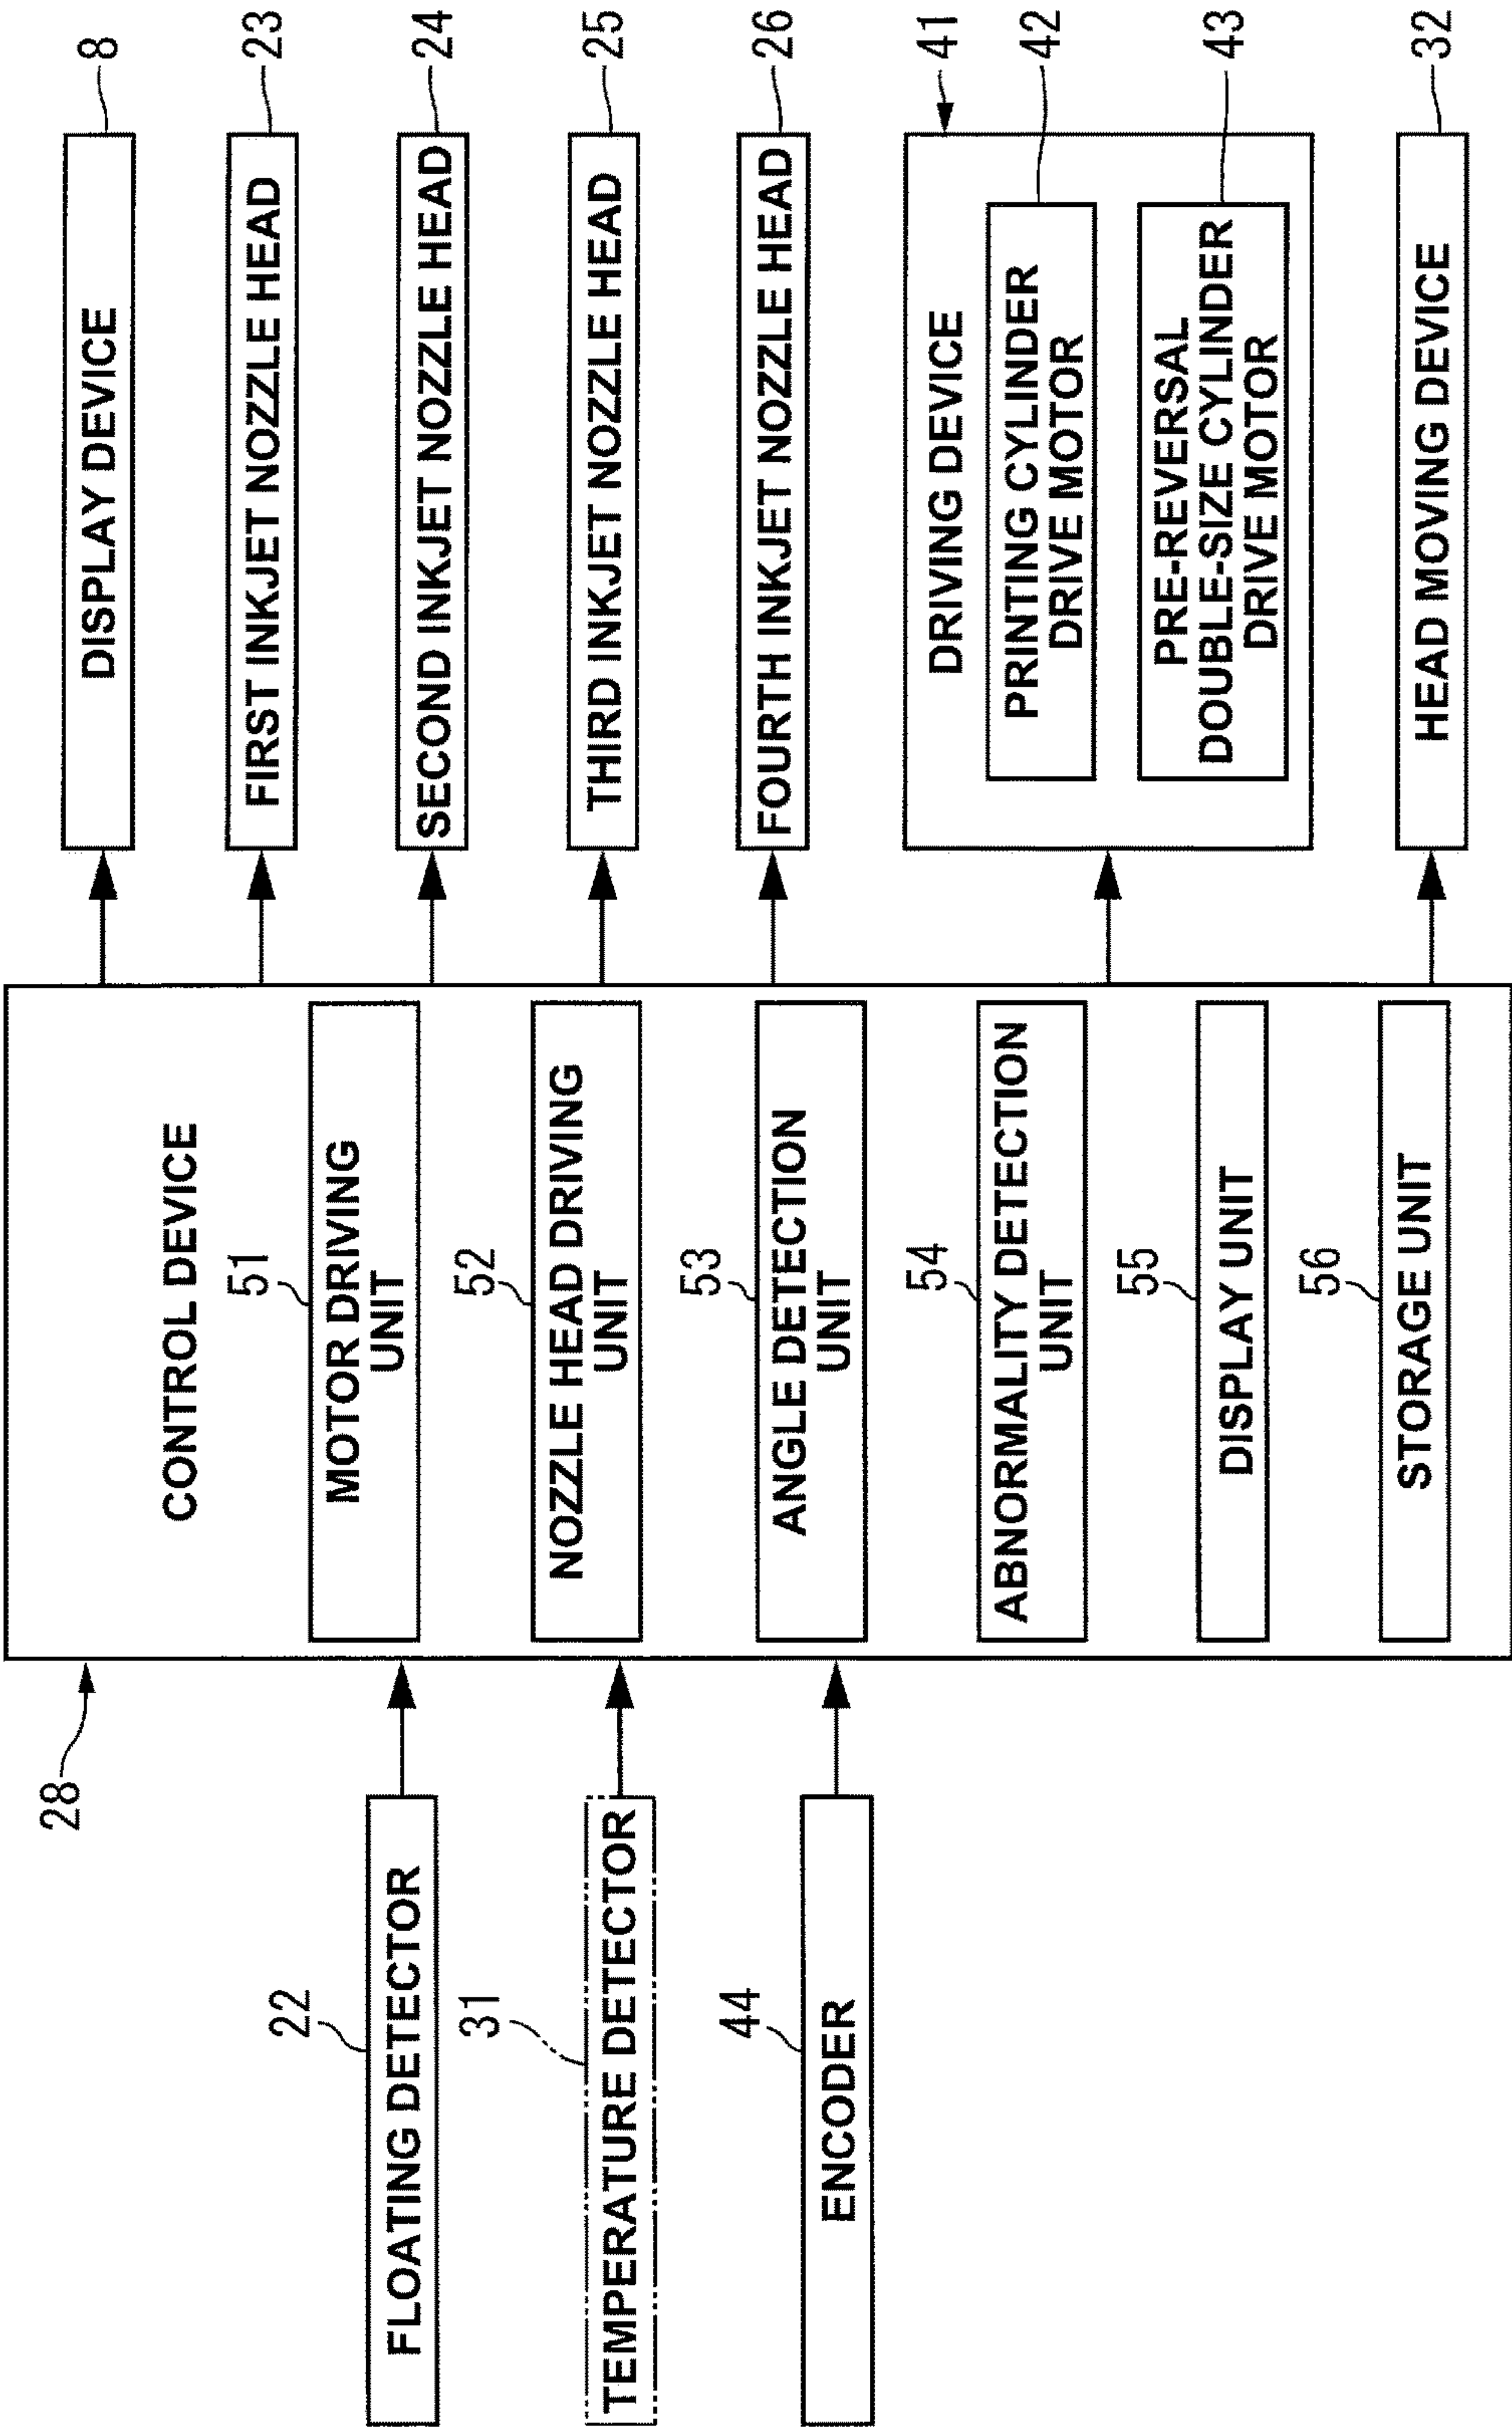 28
CONTROL DEVICE
22
FLOATING DETECTOR
31
TEMPERATURE DETECTOR
44
ENCODER
51
MOTOR DRIVING
UNIT
52
NOZZLE HEAD DRIVING
UNIT
53
ANGLE DETECTION
UNIT
54
ABNORMALITY DETECTION
UNIT
55
DISPLAY UNIT
56
STORAGE UNIT
DISPLAY DEVICE
8
FIRST INKJET NOZZLE HEAD
23
SECOND INKJET NOZZLE HEAD
24
THIRD INKJET NOZZLE HEAD
25
FOURTH INKJET NOZZLE HEAD
26
DRIVING DEVICE
41
PRINTING CYLINDER
DRIVE MOTOR
42
PRE-REVERSAL
DOUBLE-SIZE CYLINDER
DRIVE MOTOR
43
HEAD MOVING DEVICE
32